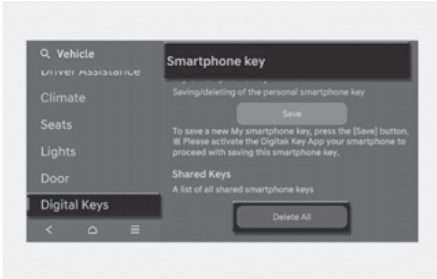 Vehicle
Driver Assistance
Climate
Seats
Lights
Door
Digital Keys
Smartphone key
Saving/deleting of the personal smartphone key
Save
To save a new My smartphone key, press the [Save] button.
※ Please activate the Digitak Key App your smartphone to
proceed with saving this smartphone key.
Shared Keys
A list of all shared smartphone keys
Delete All